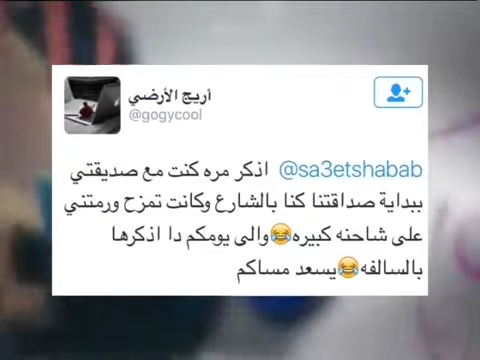 أريج الأرضي
@gogycool
@sa3etshabab اذكر مره كنت مع صديقتي
ببداية صداقتنا كنا بالشارع وكانت تمزح ورمتني
على شاحنه كبيره😂والى يومكم دا اذكرها
بالسالفه😂يسعد مساكم